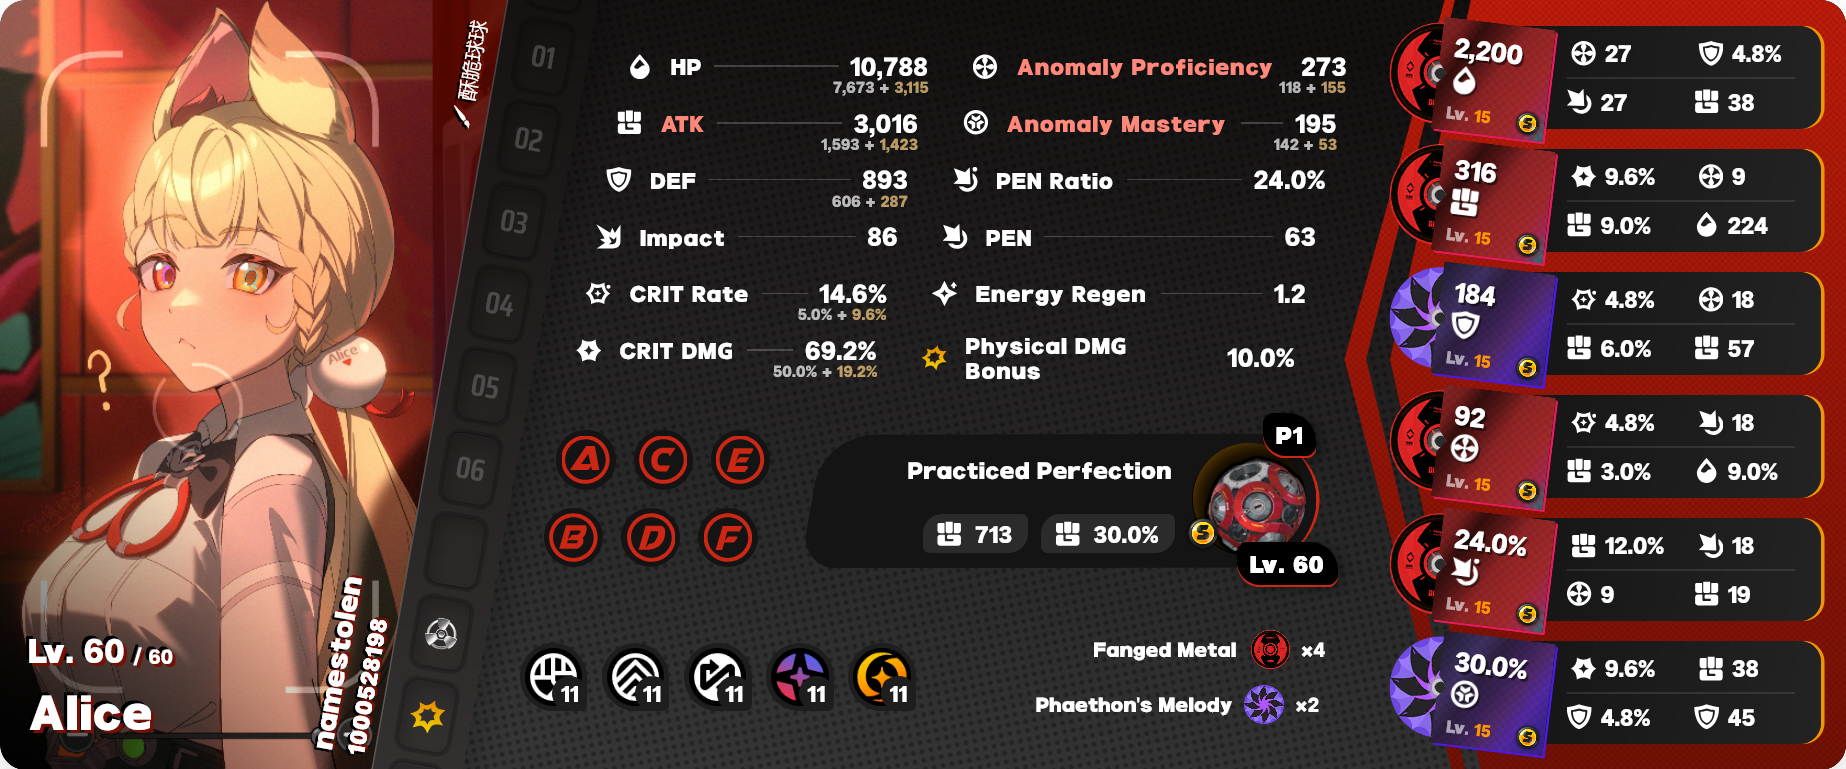 酥脆球球
Alice
Lv. 60 / 60
Alice
namestolen
1000528198
01
02
03
04
05
06
HP 10,788
7,673 + 3,115
ATK 3,016
1,593 + 1,423
DEF 893
606 + 287
Impact 86
CRIT Rate 14.6%
5.0% + 9.6%
CRIT DMG 69.2%
50.0% + 19.2%
Anomaly Proficiency 273
118 + 155
Anomaly Mastery 195
142 + 53
PEN Ratio 24.0%
PEN 63
Energy Regen 1.2
Physical DMG
Bonus 10.0%
A C E
B D F
P1
Practiced Perfection
713 30.0%
S
Lv. 60
11 11 11 11 11
Fanged Metal ×4
Phaethon's Melody ×2
2,200
Lv. 15 S
27 4.8%
27 38
316
Lv. 15 S
9.6% 9
9.0% 224
184
Lv. 15 S
4.8% 18
6.0% 57
92
Lv. 15 S
4.8% 18
3.0% 9.0%
24.0%
Lv. 15 S
12.0% 18
9 19
30.0%
Lv. 15 S
9.6% 38
4.8% 45